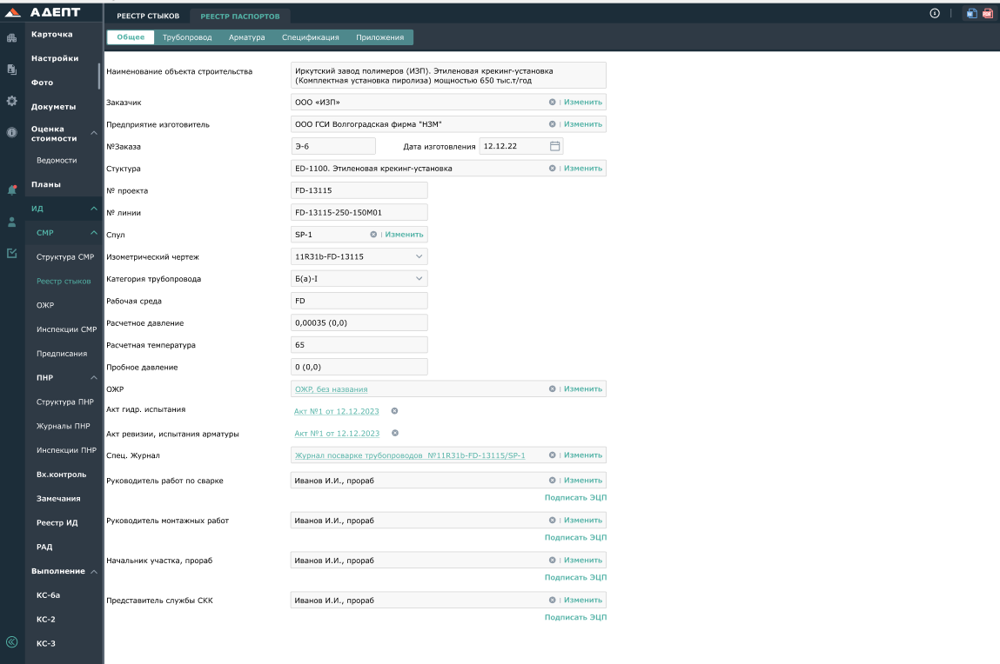 АДЕПТ
РЕЕСТР СТЫКОВ
РЕЕСТР ПАСПОРТОВ
W
PDF
Карточка
Настройки
Фото
Докуметы
Оценка
стоимости
Ведомости
Планы
ИД
СМР
Структура СМР
Реестр стыков
ОЖР
Инспекции СМР
Предписания
ПНР
Структура ПНР
Журналы ПНР
Инспекции ПНР
Вх.контроль
Замечания
Реестр ИД
РАД
Выполнение
КС-6а
КС-2
КС-3
Общее Трубопровод Арматура Спецификация Приложения
Наименование объекта строительства
Иркутский завод полимеров (ИЗП). Этиленовая крекинг-установка
(Комплектная установка пиролиза) мощностью 650 тыс.т/год
Заказчик ООО «ИЗП» | Изменить
Предприятие изготовитель ООО ГСИ Волгоградская фирма "НЗМ" | Изменить
№Заказа Э-6 Дата изготовления 12.12.22
Стуктура ED-1100. Этиленовая крекинг-установка | Изменить
№ проекта FD-13115
№ линии FD-13115-250-150M01
Спул SP-1 | Изменить
Изометрический чертеж 11R31b-FD-13115
Категория трубопровода Б(а)-I
Рабочая среда FD
Расчетное давление 0,00035 (0,0)
Расчетная температура 65
Пробное давление 0 (0,0)
ОЖР ОЖР, без названия | Изменить
Акт гидр. испытания Акт №1 от 12.12.2023
Акт ревизии, испытания арматуры Акт №1 от 12.12.2023
Спец. Журнал Журнал посварке трубопроводов №11R31b-FD-13115/SP-1 | Изменить
Руководитель работ по сварке Иванов И.И., прораб | Изменить
Подписать ЭЦП
Руководитель монтажных работ Иванов И.И., прораб | Изменить
Подписать ЭЦП
Начальник участка, прораб Иванов И.И., прораб | Изменить
Подписать ЭЦП
Представитель службы СКК Иванов И.И., прораб | Изменить
Подписать ЭЦП